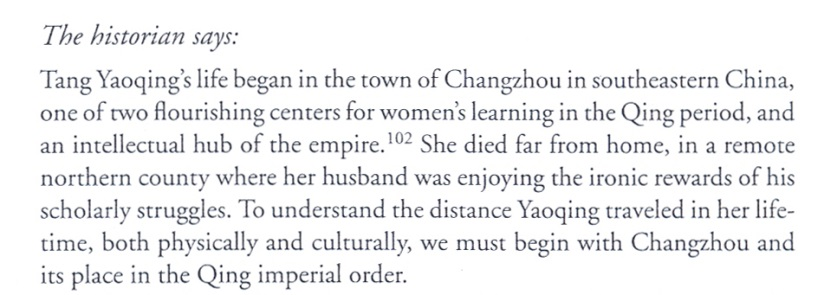 The historian says:
Tang Yaoqing's life began in the town of Changzhou in southeastern China,
one of two flourishing centers for women's learning in the Qing period, and
an intellectual hub of the empire.102 She died far from home, in a remote
northern county where her husband was enjoying the ironic rewards of his
scholarly struggles. To understand the distance Yaoqing traveled in her life-
time, both physically and culturally, we must begin with Changzhou and
its place in the Qing imperial order.